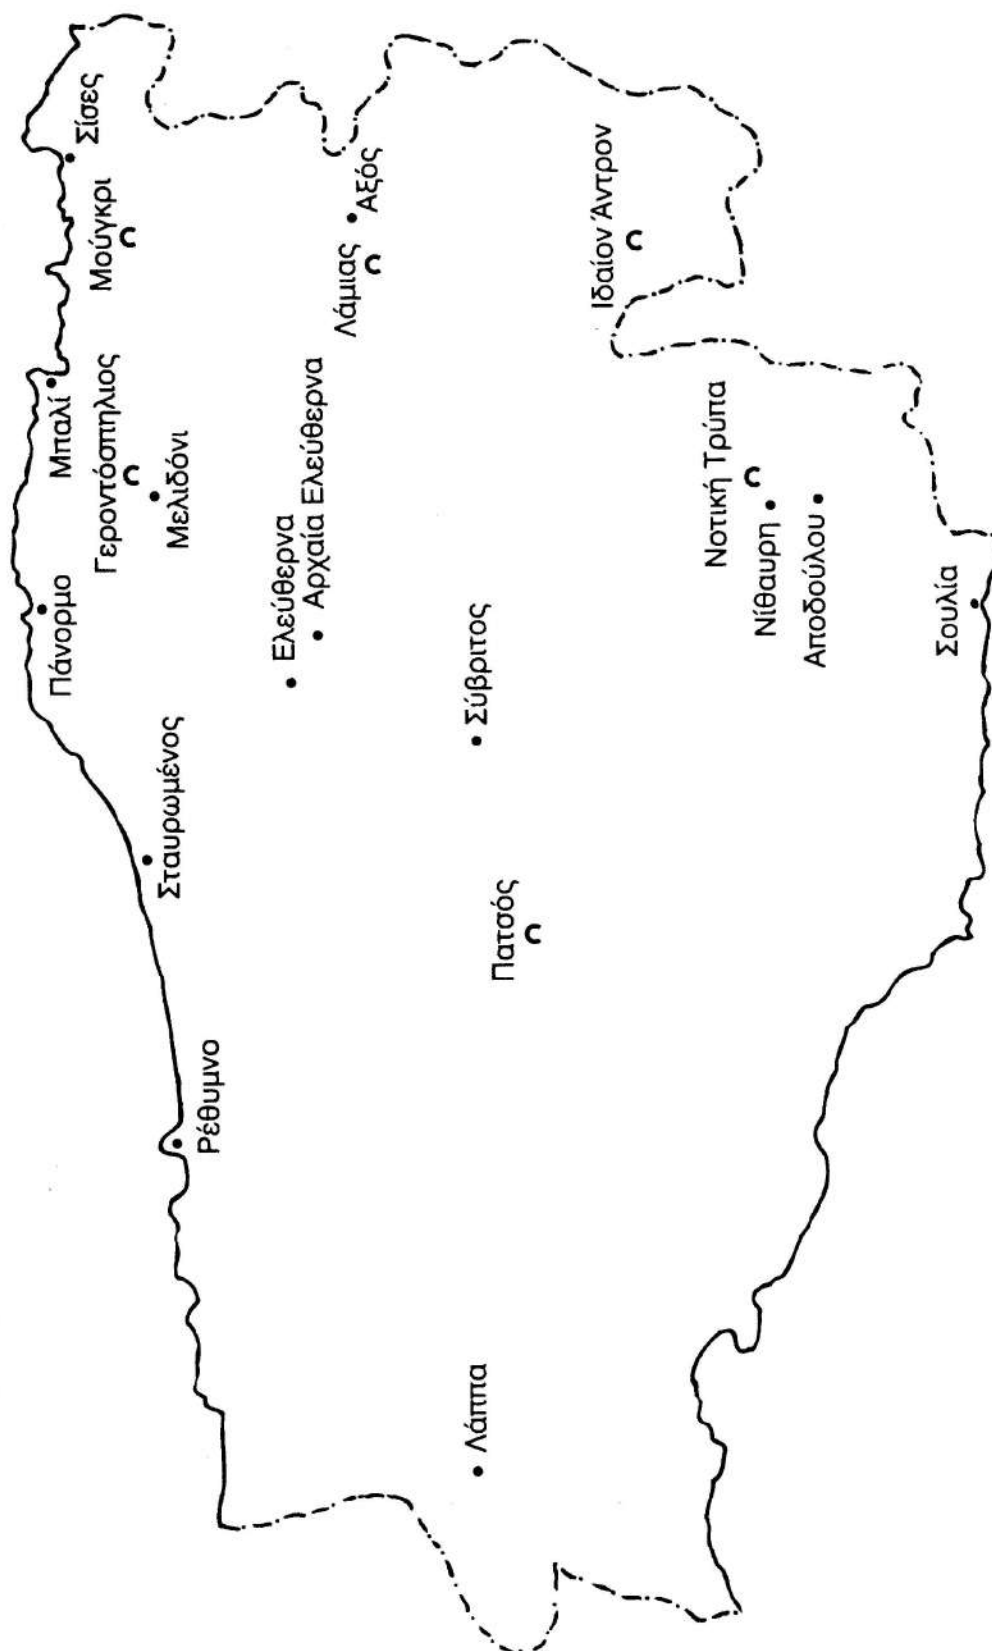 Σίσες
Μούγκρι
Μπαλί
Γεροντόσπηλιος
Μελιδόνι
Πάνορμο
Σταυρωμένος
Ρέθυμνο
Αξός
Λάμιας
Ελεύθερνα
Αρχαία Ελεύθερνα
Ιδαίον Άντρον
Σύβριτος
Πατσός
Λάππα
Νοτική Τρύπα
Νίθαυρη
Αποδούλου
Σουλία